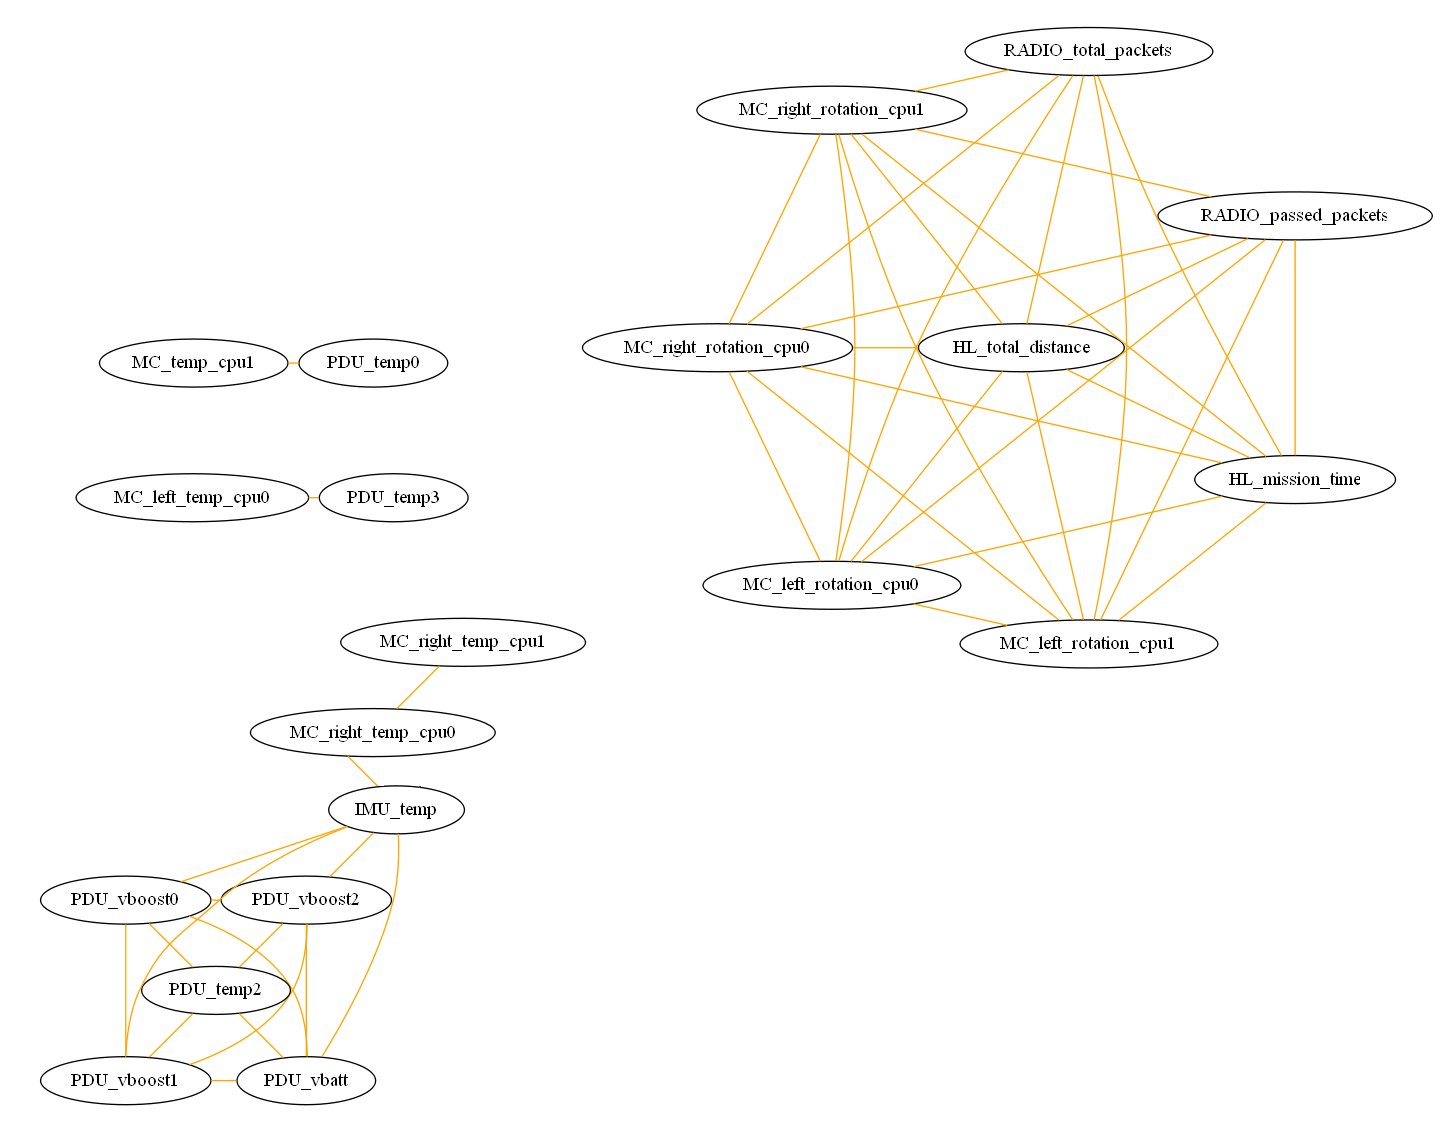 RADIO_total_packets
MC_right_rotation_cpu1
RADIO_passed_packets
MC_right_rotation_cpu0
HL_total_distance
MC_temp_cpu1
PDU_temp0
HL_mission_time
MC_left_temp_cpu0
PDU_temp3
MC_left_rotation_cpu0
MC_right_temp_cpu1
MC_left_rotation_cpu1
MC_right_temp_cpu0
IMU_temp
PDU_vboost0
PDU_vboost2
PDU_temp2
PDU_vboost1
PDU_vbatt